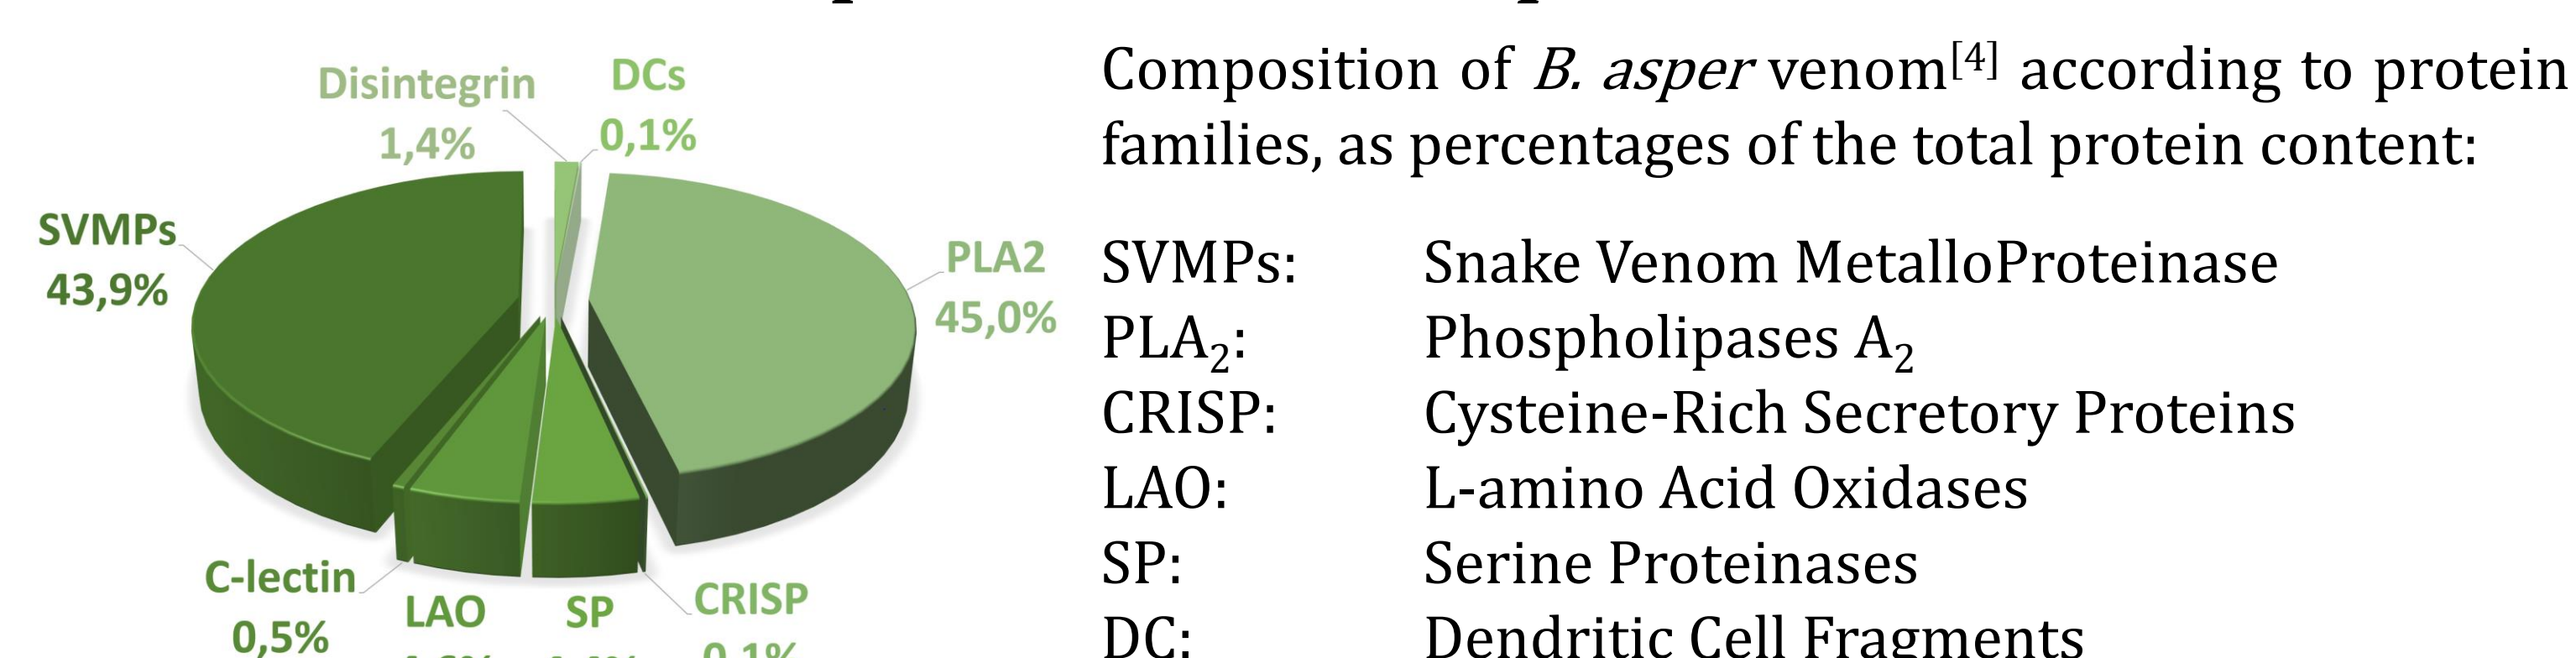 Disintegrin
1,4%
DCs
0,1%
SVMPs
43,9%
PLA2
45,0%
C-lectin
0,5%
LAO
SP
CRISP
0,1%
Composition of B. asper venom[4] according to protein
families, as percentages of the total protein content:
SVMPs: Snake Venom MetalloProteinase
PLA₂: Phospholipases A₂
CRISP: Cysteine-Rich Secretory Proteins
LAO: L-amino Acid Oxidases
SP: Serine Proteinases
DC: Dendritic Cell Fragments